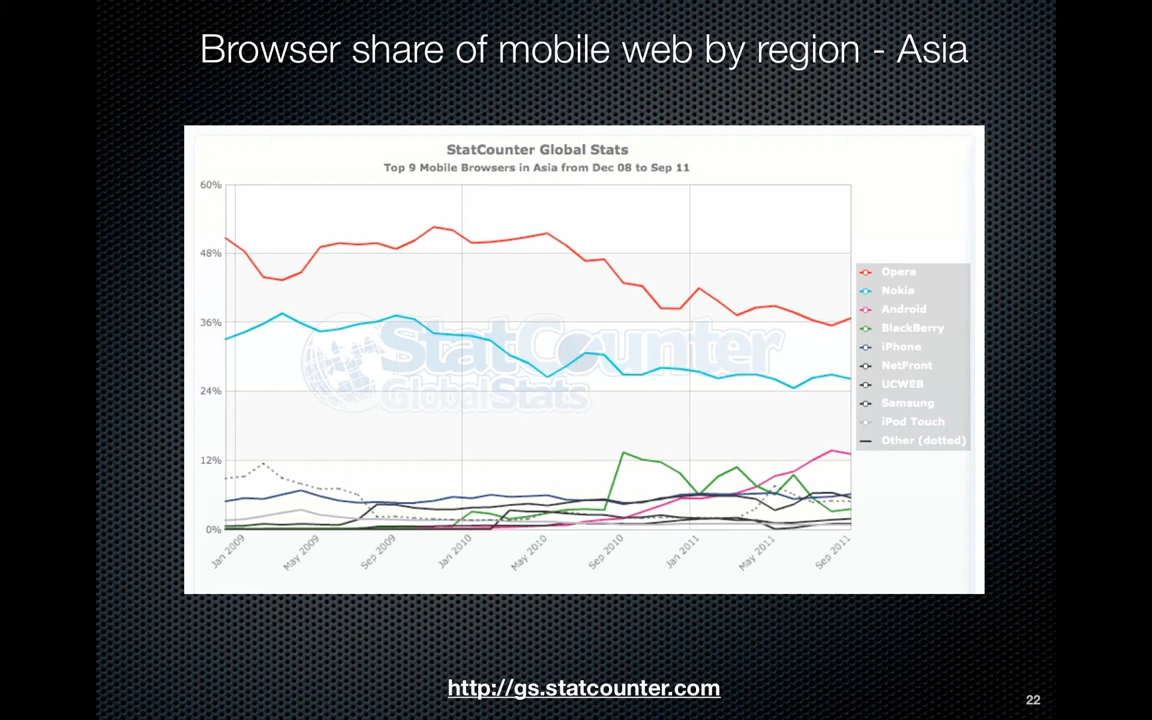 Browser share of mobile web by region - Asia
StatCounter Global Stats
Top 9 Mobile Browsers in Asia from Dec 08 to Sep 11
60%
48%
36%
24%
12%
0%
Jan 2009
May 2009
Sep 2009
Jan 2010
May 2010
Sep 2010
Jan 2011
May 2011
Sep 2011
StatCounter
GlobalStats
Opera
Nokia
Android
BlackBerry
iPhone
NetFront
UCWEB
Samsung
iPod Touch
Other (dotted)
http://gs.statcounter.com
22